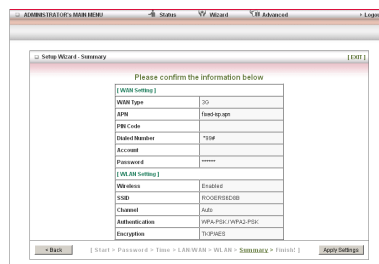 ADMINISTRATOR's MAIN MENU Status Wizard Advanced Logo
Setup Wizard - Summary [ EXIT ]
Please confirm the information below
[ WAN Setting ]
WAN Type 3G
APN fixed-isp.apn
PIN Code
Dialed Number *99#
Account
Password ******
[ WLAN Setting ]
Wireless Enabled
SSID ROGERS8D8B
Channel Auto
Authentication WPA-PSK / WPA2-PSK
Encryption TKIP/AES
< Back [ Start > Password > Time > LAN/WAN > WLAN > Summary > Finish! ] Apply Settings